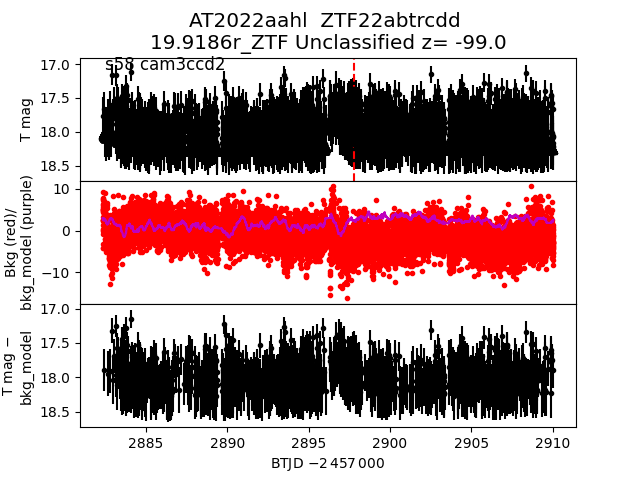 AT2022aahl  ZTF22abtrcdd
19.9186r_ZTF Unclassified z= -99.0
s58 cam3ccd2
17.0
17.5
18.0
18.5
T mag
10
0
−10
Bkg (red)/
bkg_model (purple)
17.0
17.5
18.0
18.5
T mag −
bkg_model
2885
2890
2895
2900
2905
2910
BTJD −2 457 000